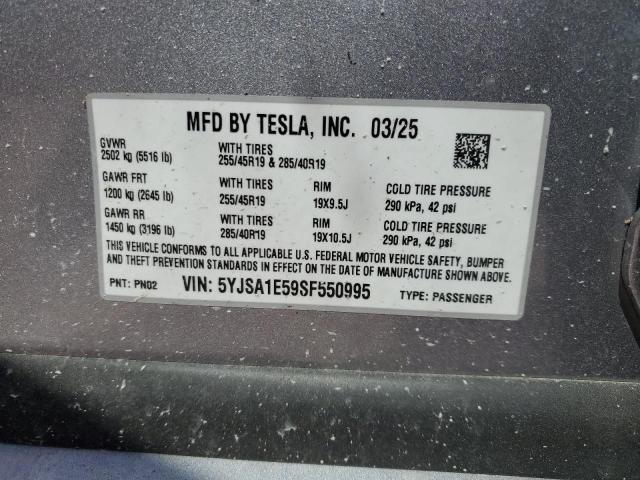 MFD BY TESLA, INC. 03/25
GVWR
2502 kg (5516 lb)
WITH TIRES
255/45R19 & 285/40R19
GAWR FRT
1200 kg (2645 lb)
WITH TIRES
255/45R19
RIM
19X9.5J
COLD TIRE PRESSURE
290 kPa, 42 psi
GAWR RR
1450 kg (3196 lb)
WITH TIRES
285/40R19
RIM
19X10.5J
COLD TIRE PRESSURE
290 kPa, 42 psi
THIS VEHICLE CONFORMS TO ALL APPLICABLE U.S. FEDERAL MOTOR VEHICLE SAFETY, BUMPER
AND THEFT PREVENTION STANDARDS IN EFFECT ON THE DATE OF MANUFACTURE SHOWN ABOVE.
PNT: PN02 VIN: 5YJSA1E59SF550995 TYPE: PASSENGER